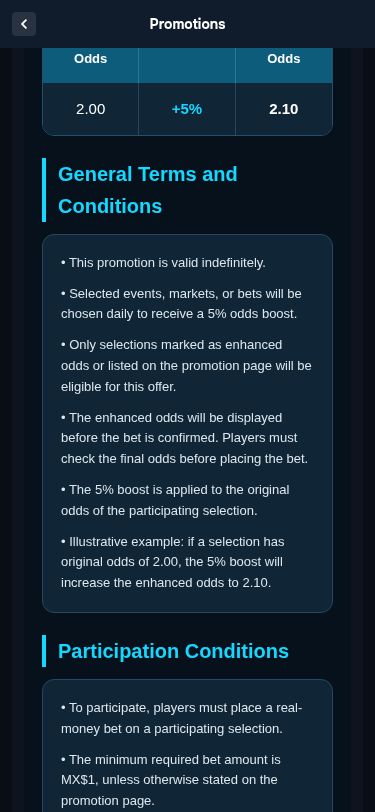 Promotions
Odds Odds
2.00 +5% 2.10
General Terms and
Conditions
• This promotion is valid indefinitely.
• Selected events, markets, or bets will be
chosen daily to receive a 5% odds boost.
• Only selections marked as enhanced
odds or listed on the promotion page will be
eligible for this offer.
• The enhanced odds will be displayed
before the bet is confirmed. Players must
check the final odds before placing the bet.
• The 5% boost is applied to the original
odds of the participating selection.
• Illustrative example: if a selection has
original odds of 2.00, the 5% boost will
increase the enhanced odds to 2.10.
Participation Conditions
• To participate, players must place a real-
money bet on a participating selection.
• The minimum required bet amount is
MX$1, unless otherwise stated on the
promotion page.